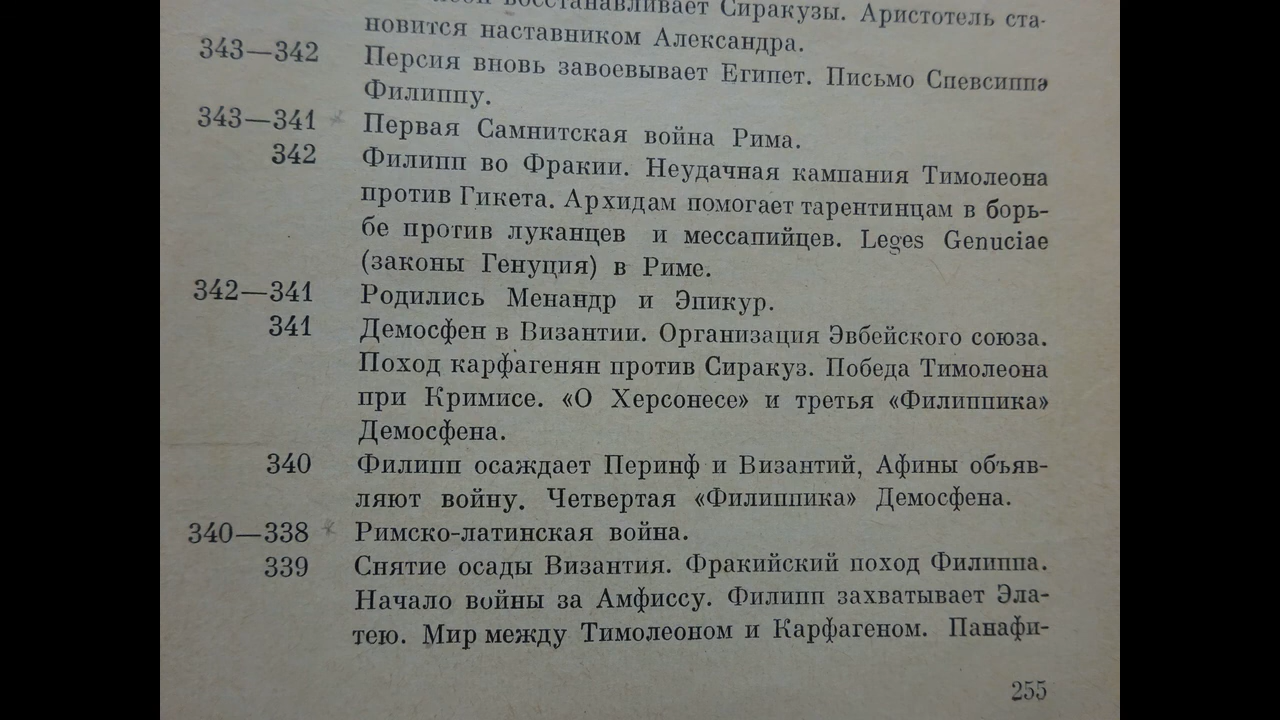 восстанавливает Сиракузы. Аристотель ста-
новится наставником Александра.
343—342 Персия вновь завоевывает Египет. Письмо Спевсиппа
Филиппу.
343—341 Первая Самнитская война Рима.
342 Филипп во Фракии. Неудачная кампания Тимолеона
против Гикета. Архидам помогает тарентинцам в борь-
бе против луканцев и мессапийцев. Leges Genuciae
(законы Генуция) в Риме.
342—341 Родились Менандр и Эпикур.
341 Демосфен в Византии. Организация Эвбейского союза.
Поход карфагенян против Сиракуз. Победа Тимолеона
при Кримисе. «О Херсонесе» и третья «Филиппика»
Демосфена.
340 Филипп осаждает Перинф и Византий, Афины объяв-
ляют войну. Четвертая «Филиппика» Демосфена.
340—338 Римско-латинская война.
339 Снятие осады Византия. Фракийский поход Филиппа.
Начало войны за Амфиссу. Филипп захватывает Эла-
тею. Мир между Тимолеоном и Карфагеном. Панафи-
255